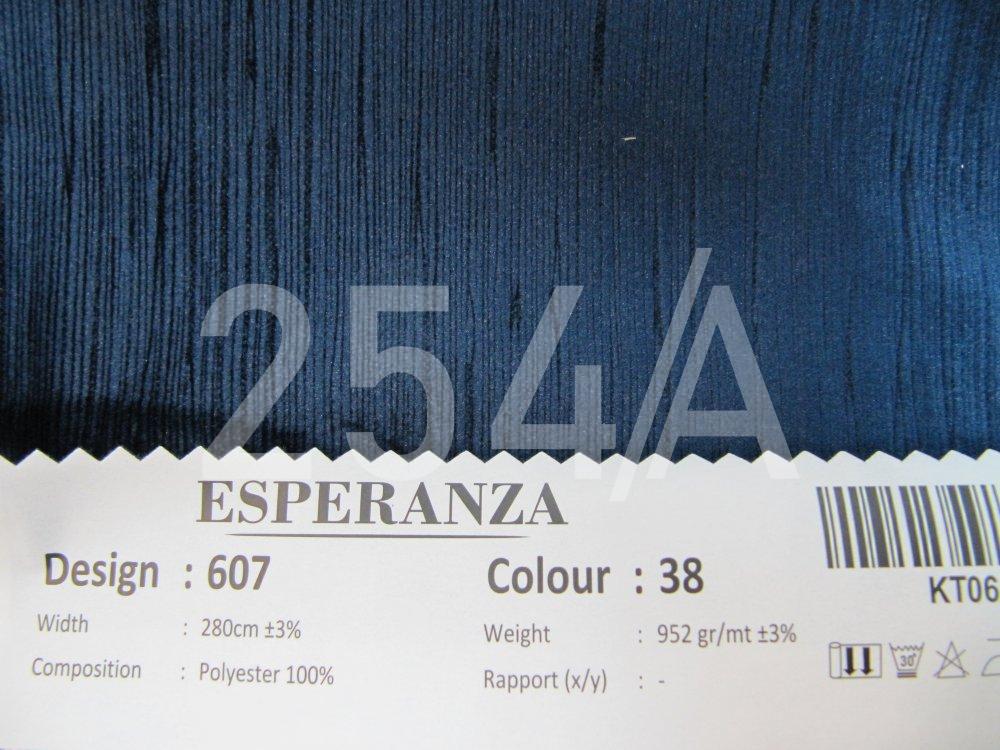 254/A
ESPERANZA
Design : 607 Colour : 38
KT06
Width : 280cm ±3% Weight : 952 gr/mt ±3%
30°
Composition : Polyester 100% Rapport (x/y) : -